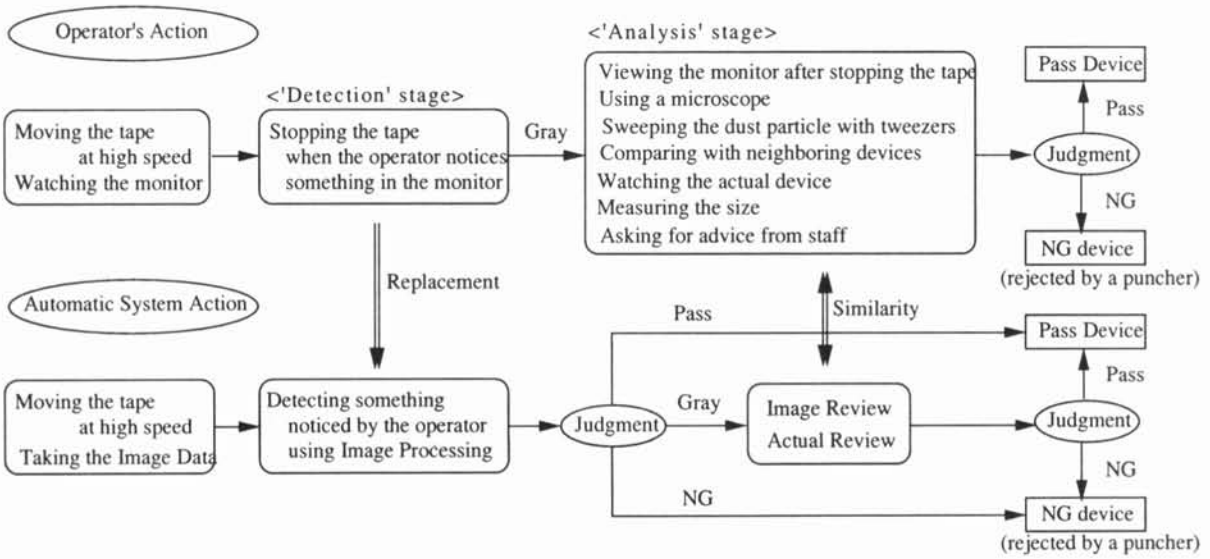 Operator's Action
<'Analysis' stage>
Viewing the monitor after stopping the tape
Using a microscope
Sweeping the dust particle with tweezers
Comparing with neighboring devices
Watching the actual device
Measuring the size
Asking for advice from staff
<'Detection' stage>
Moving the tape
at high speed
Watching the monitor
Stopping the tape
when the operator notices
something in the monitor
Gray
Pass Device
Pass
Judgment
NG
NG device
(rejected by a puncher)
Replacement
Similarity
Automatic System Action
Moving the tape
at high speed
Taking the Image Data
Detecting something
noticed by the operator
using Image Processing
Judgment
Pass
Gray
NG
Image Review
Actual Review
Pass Device
Pass
Judgment
NG
NG device
(rejected by a puncher)